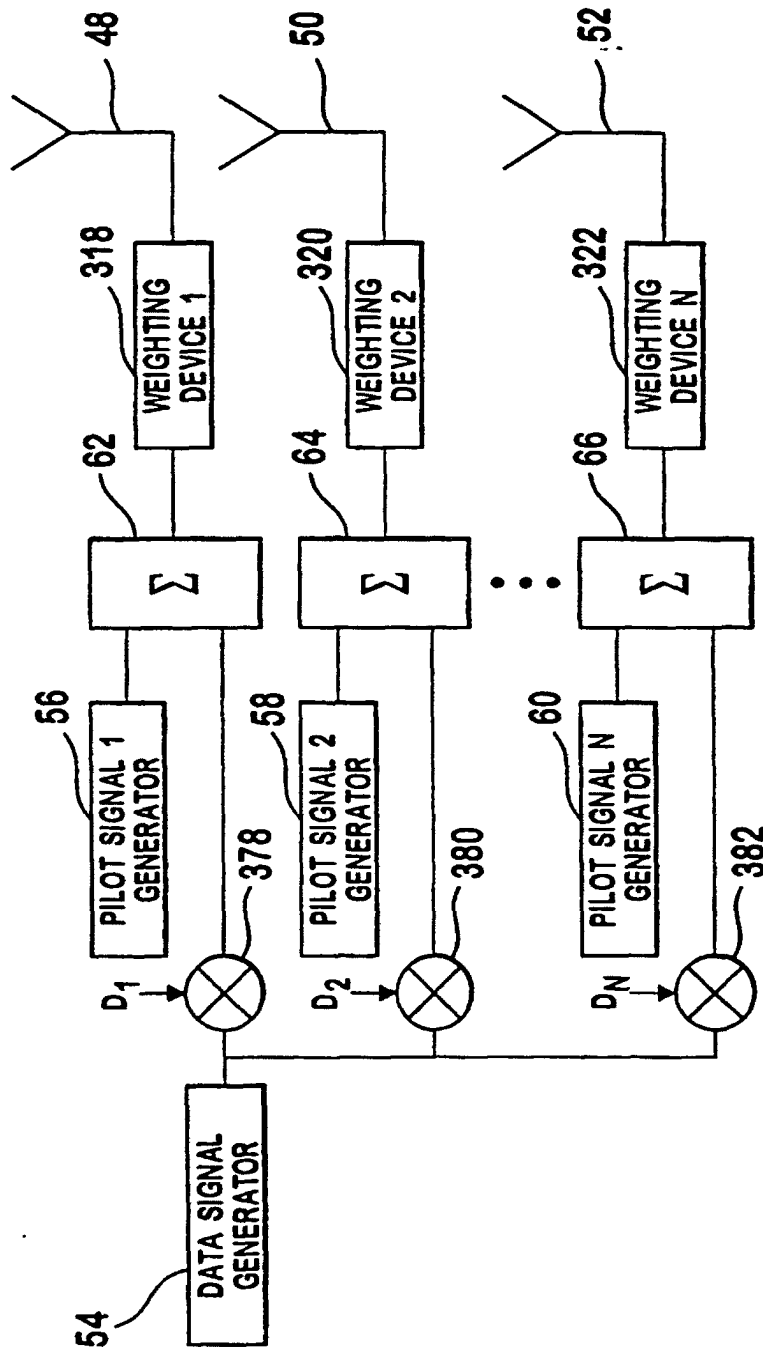 54
DATA SIGNAL
GENERATOR
D1
378
PILOT SIGNAL 1
GENERATOR
56
Σ
62
WEIGHTING
DEVICE 1
318
48
D2
380
PILOT SIGNAL 2
GENERATOR
58
Σ
64
WEIGHTING
DEVICE 2
320
50
DN
382
PILOT SIGNAL N
GENERATOR
60
Σ
66
WEIGHTING
DEVICE N
322
52